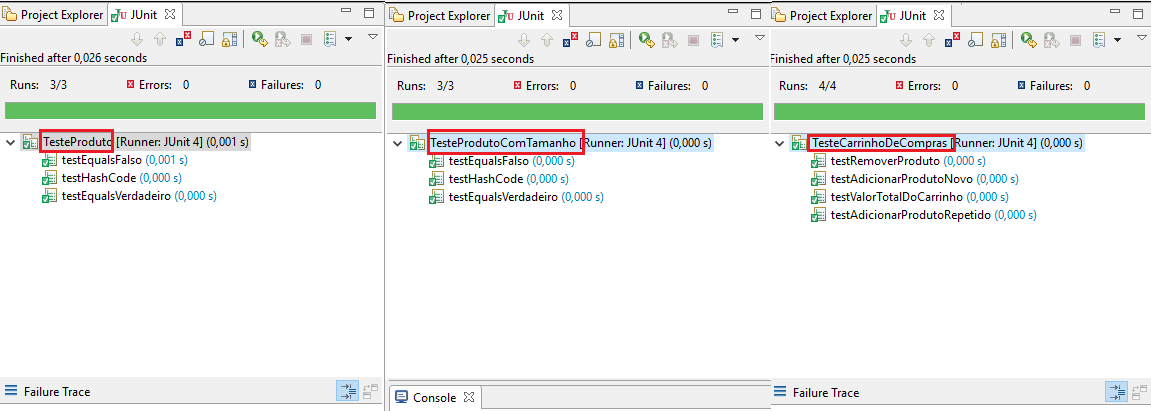 Project Explorer JUnit
Finished after 0,026 seconds
Runs: 3/3 Errors: 0 Failures: 0
TesteProduto [Runner: JUnit 4] (0,001 s)
testEqualsFalso (0,001 s)
testHashCode (0,000 s)
testEqualsVerdadeiro (0,000 s)
Failure Trace
Project Explorer JUnit
Finished after 0,025 seconds
Runs: 3/3 Errors: 0 Failures: 0
TesteProdutoComTamanho [Runner: JUnit 4] (0,000 s)
testEqualsFalso (0,000 s)
testHashCode (0,000 s)
testEqualsVerdadeiro (0,000 s)
Console
Project Explorer JUnit
Finished after 0,025 seconds
Runs: 4/4 Errors: 0 Failures: 0
TesteCarrinhoDeCompras [Runner: JUnit 4] (0,000 s)
testRemoverProduto (0,000 s)
testAdicionarProdutoNovo (0,000 s)
testValorTotalDoCarrinho (0,000 s)
testAdicionarProdutoRepetido (0,000 s)
Failure Trace